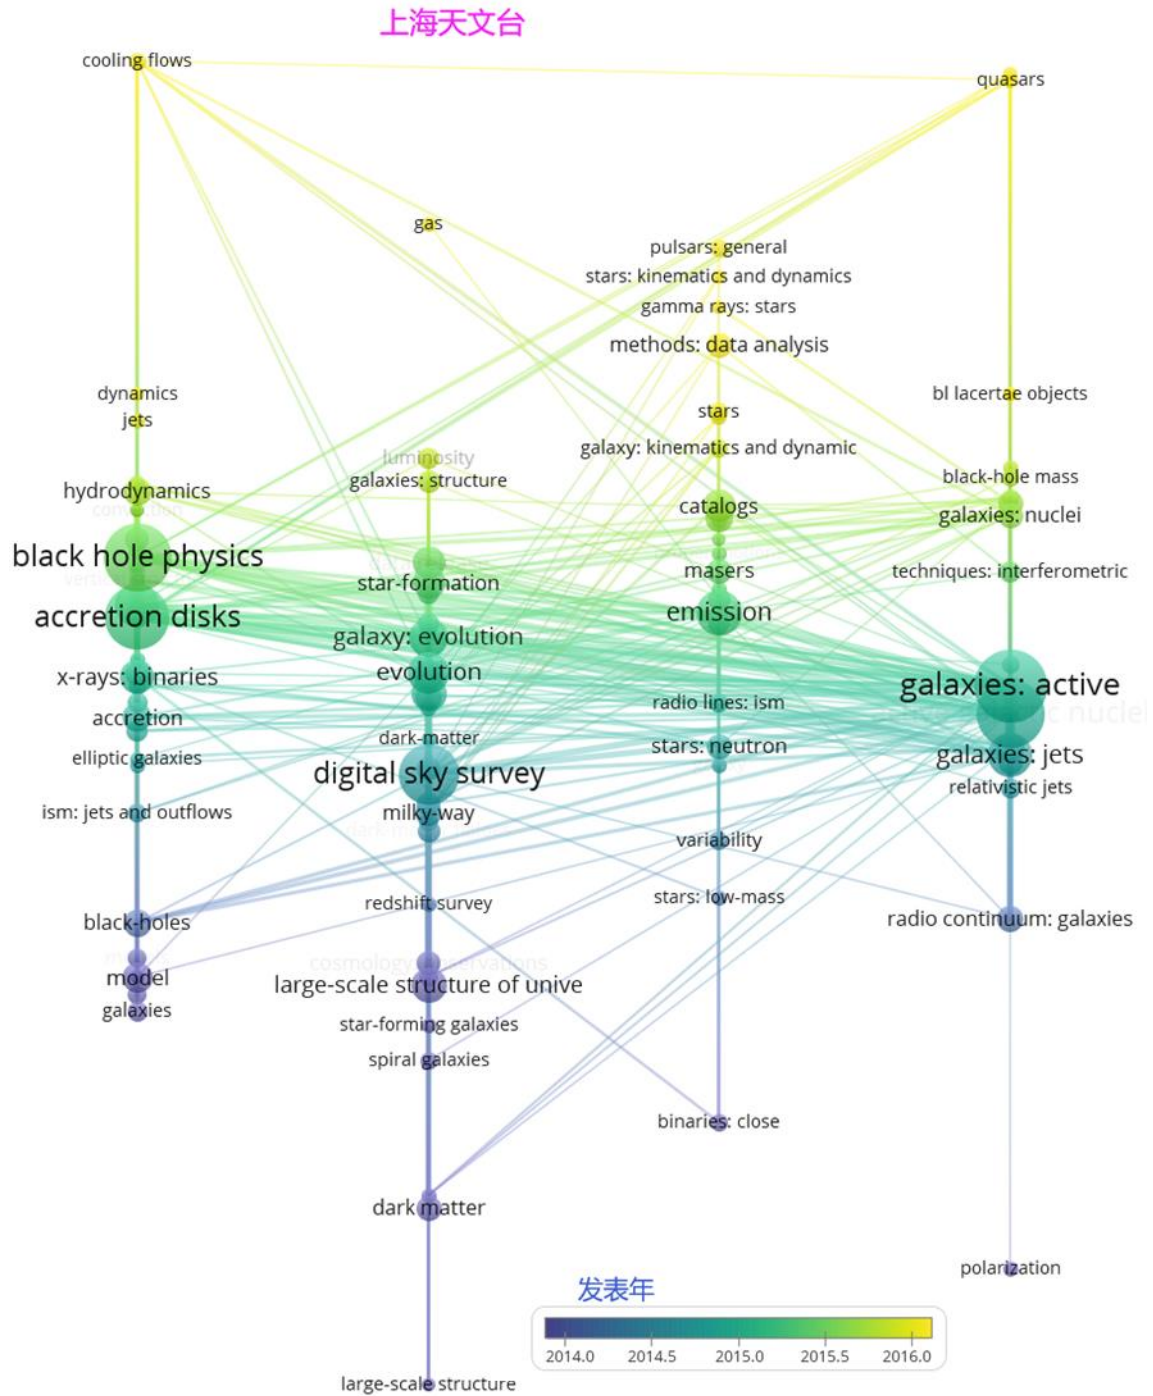 上海天文台
cooling flows
quasars
gas
pulsars: general
stars: kinematics and dynamics
gamma rays: stars
methods: data analysis
dynamics
bl lacertae objects
jets
stars
galaxy: kinematics and dynamic
luminosity
black-hole mass
galaxies: structure
hydrodynamics
catalogs
galaxies: nuclei
black hole physics
masers
techniques: interferometric
star-formation
emission
accretion disks
galaxy: evolution
evolution
x-rays: binaries
galaxies: active
radio lines: ism
accretion
dark-matter
stars: neutron
galaxies: jets
elliptic galaxies
digital sky survey
relativistic jets
ism: jets and outflows
milky-way
variability
stars: low-mass
redshift survey
black-holes
radio continuum: galaxies
cosmology observations
model
large-scale structure of unive
galaxies
star-forming galaxies
spiral galaxies
binaries: close
dark matter
polarization
发表年
2014.0 2014.5 2015.0 2015.5 2016.0
large-scale structure